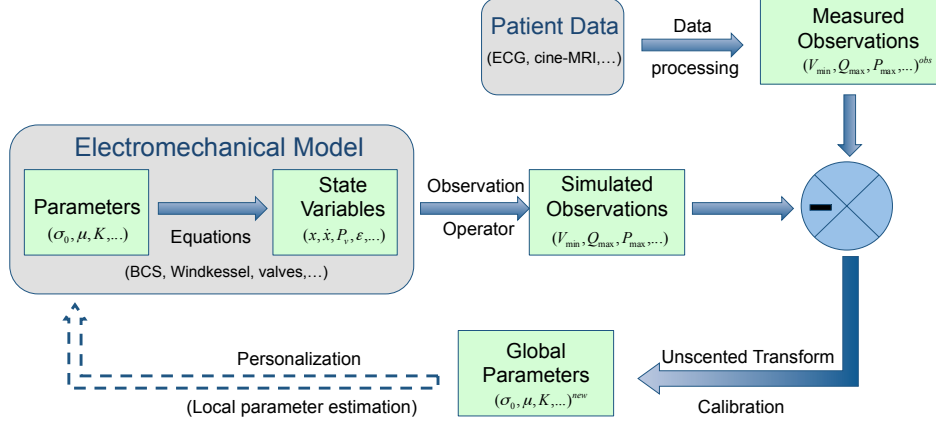 Patient Data
(ECG, cine-MRI,…)
Data
processing
Measured
Observations
(V_min, Q_max, P_max,...)^obs
Electromechanical Model
Parameters
(σ₀, μ, K,...)
Equations
State
Variables
(x, ẋ, P_v, ε,...)
(BCS, Windkessel, valves,…)
Observation
Operator
Simulated
Observations
(V_min, Q_max, P_max,...)
-
Personalization
(Local parameter estimation)
Global
Parameters
(σ₀, μ, K,...)^new
Unscented Transform
Calibration